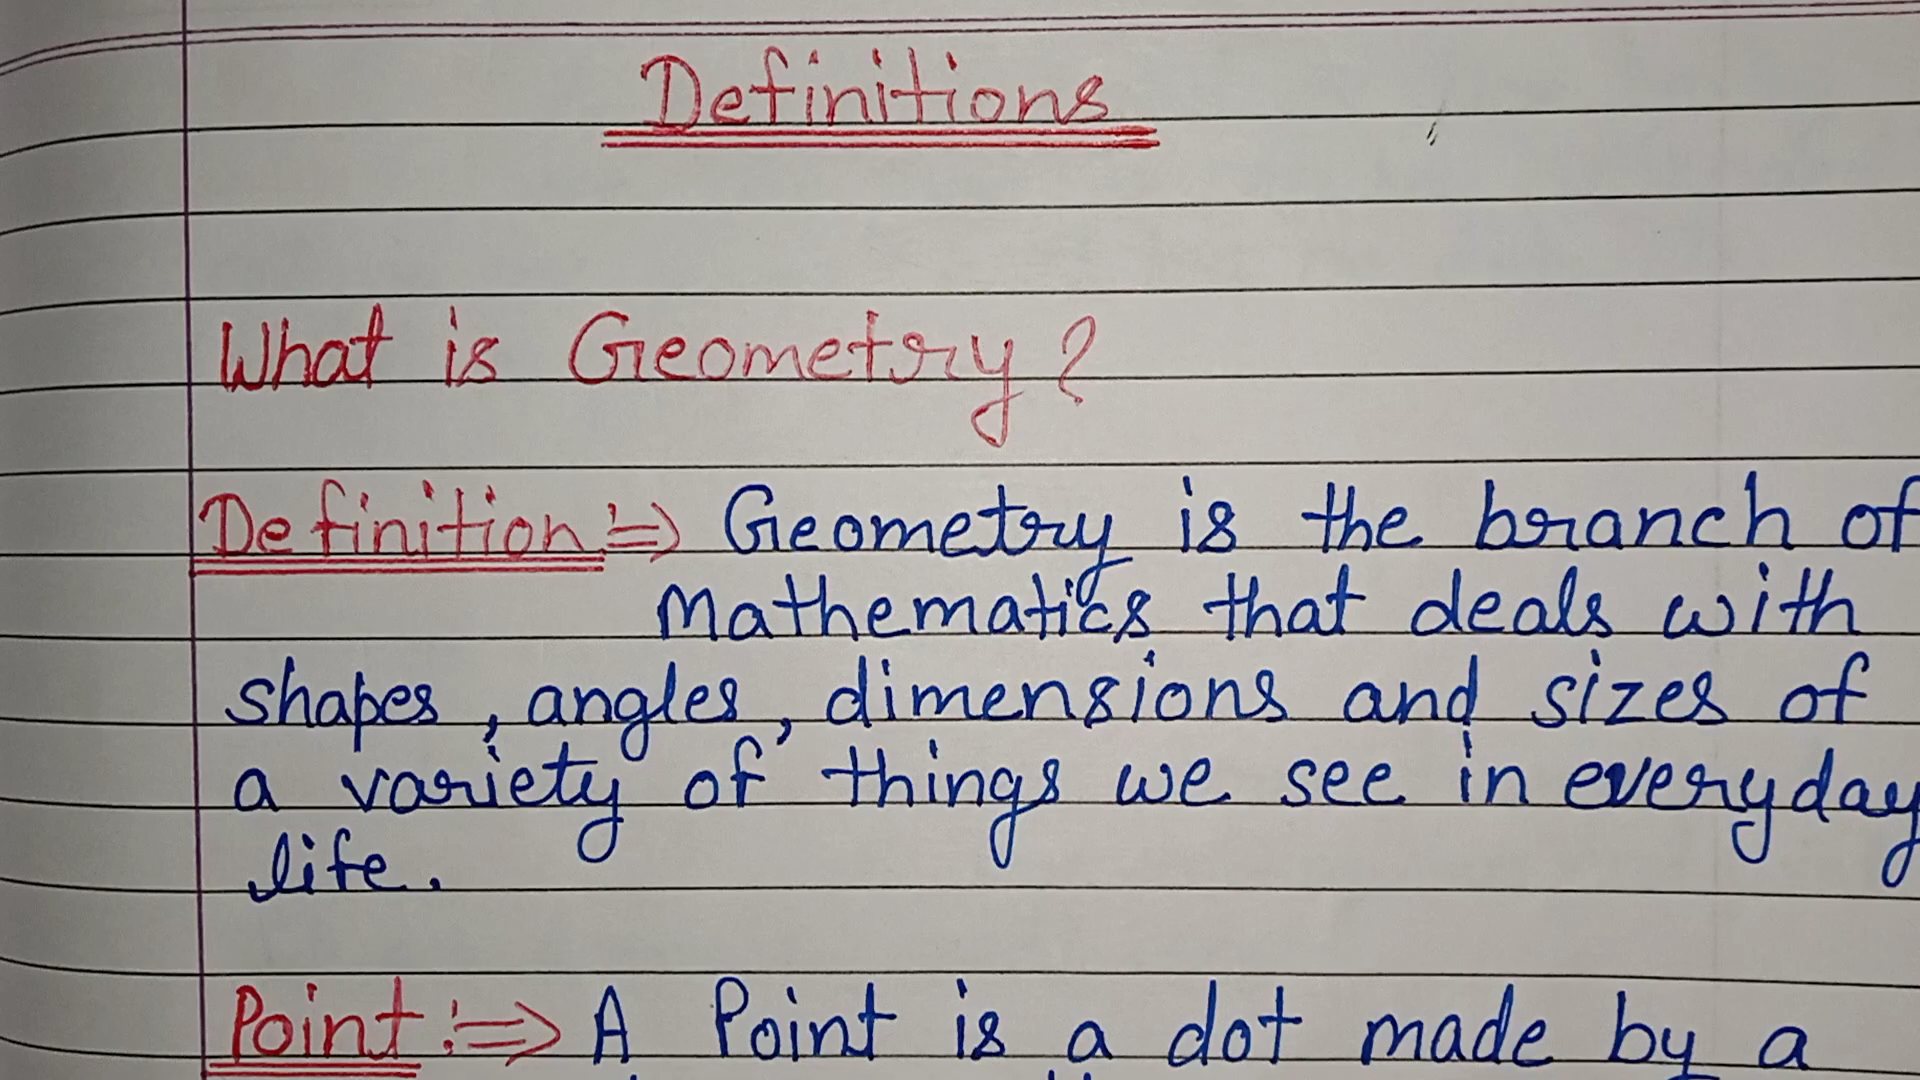 Definitions
What is Geometry?
Definition :⇒ Geometry is the branch of
Mathematics that deals with
shapes, angles, dimensions and sizes of
a variety of things we see in everyday
life.
Point :⇒ A Point is a dot made by a